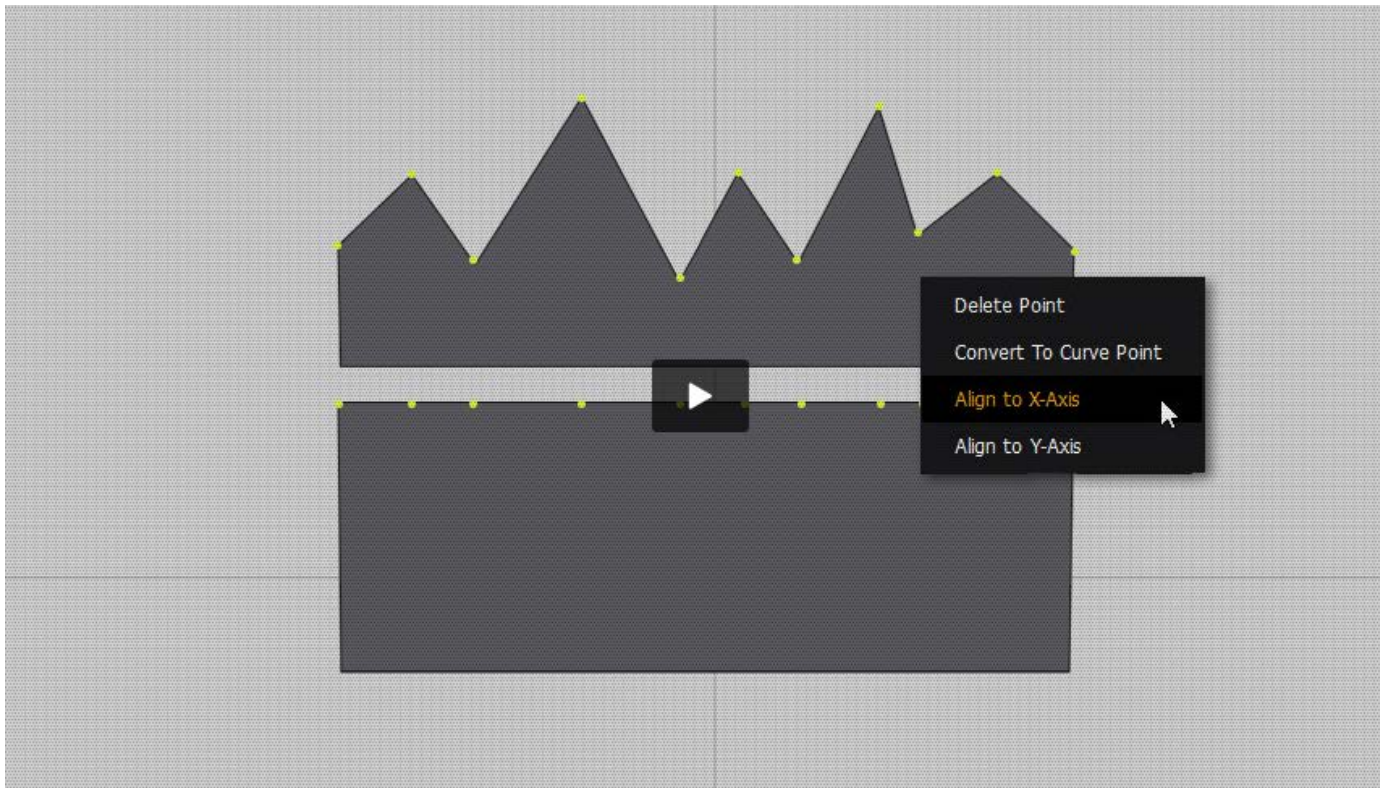 Delete Point
Convert To Curve Point
Align to X-Axis
Align to Y-Axis